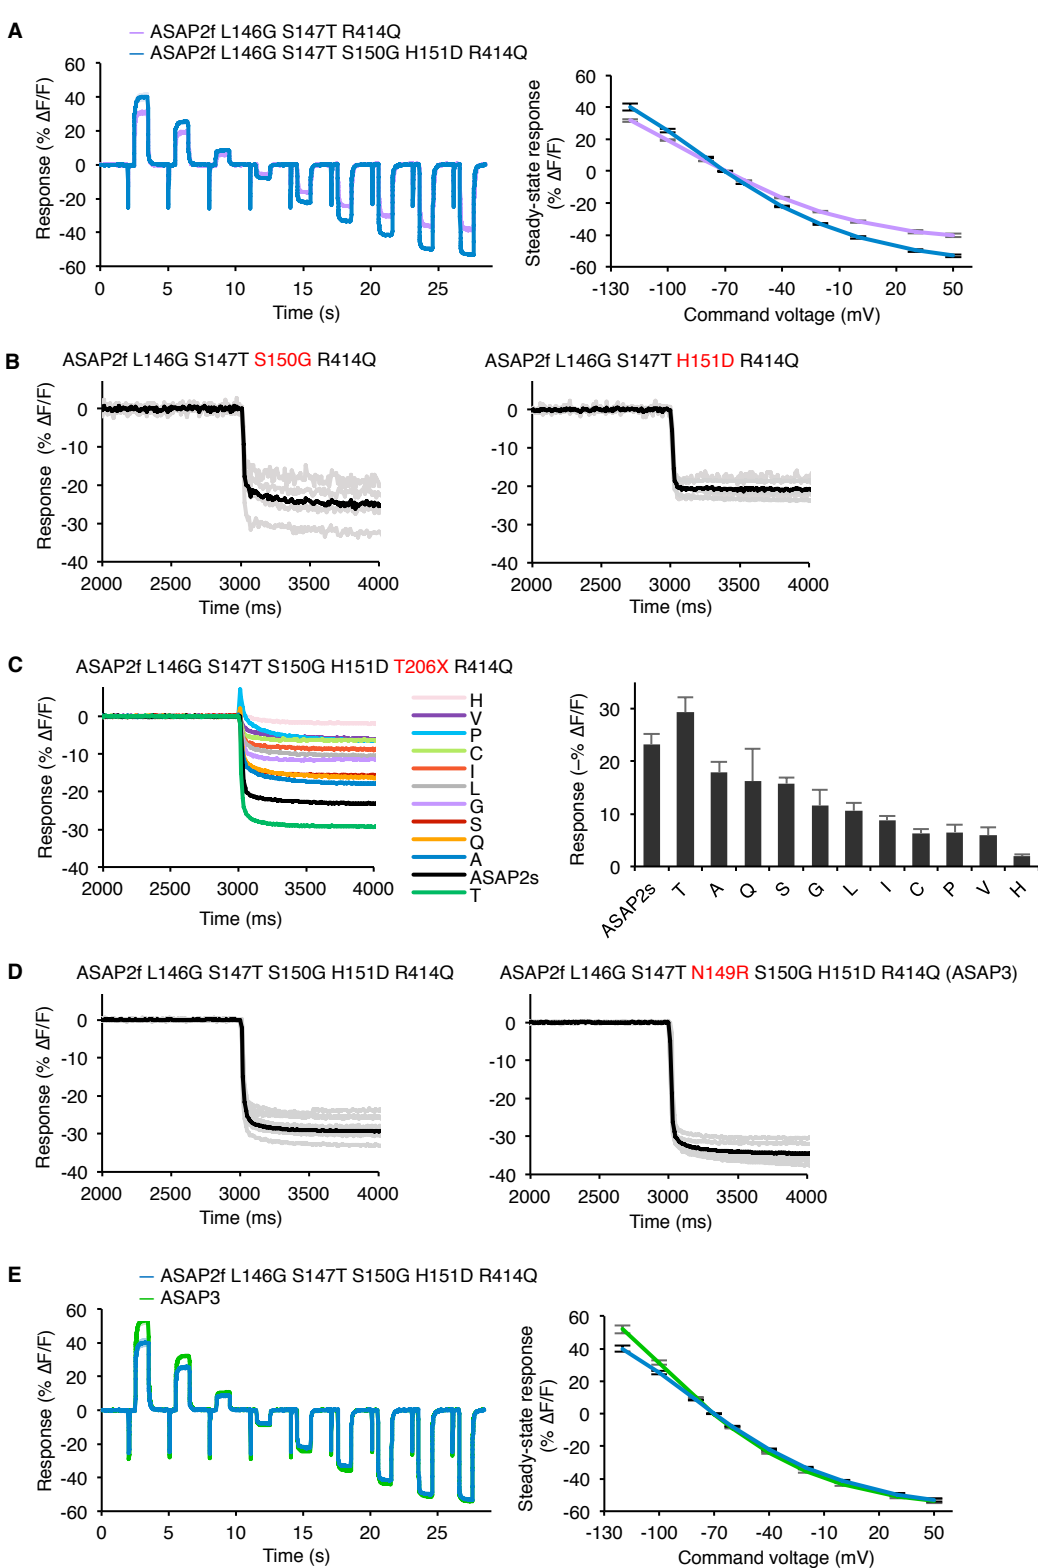 A
ASAP2f L146G S147T R414Q
ASAP2f L146G S147T S150G H151D R414Q
Response (% ΔF/F)
60
40
20
0
-20
-40
-60
0 5 10 15 20 25
Time (s)
Steady-state response
(% ΔF/F)
60
40
20
0
-20
-40
-60
-130 -100 -70 -40 -10 20 50
Command voltage (mV)
B
ASAP2f L146G S147T S150G R414Q
Response (% ΔF/F)
0
-10
-20
-30
-40
2000 2500 3000 3500 4000
Time (ms)
ASAP2f L146G S147T H151D R414Q
0
-10
-20
-30
-40
2000 2500 3000 3500 4000
Time (ms)
C
ASAP2f L146G S147T S150G H151D T206X R414Q
Response (% ΔF/F)
0
-10
-20
-30
-40
2000 2500 3000 3500 4000
Time (ms)
H
V
P
C
I
L
G
S
Q
A
ASAP2s
T
Response (–% ΔF/F)
30
20
10
0
ASAP2s T A Q S G L I C P V H
D
ASAP2f L146G S147T S150G H151D R414Q
Response (% ΔF/F)
0
-10
-20
-30
-40
2000 2500 3000 3500 4000
Time (ms)
ASAP2f L146G S147T N149R S150G H151D R414Q (ASAP3)
0
-10
-20
-30
-40
2000 2500 3000 3500 4000
Time (ms)
E
ASAP2f L146G S147T S150G H151D R414Q
ASAP3
Response (% ΔF/F)
60
40
20
0
-20
-40
-60
0 5 10 15 20 25
Time (s)
Steady-state response
(% ΔF/F)
60
40
20
0
-20
-40
-60
-130 -100 -70 -40 -10 20 50
Command voltage (mV)